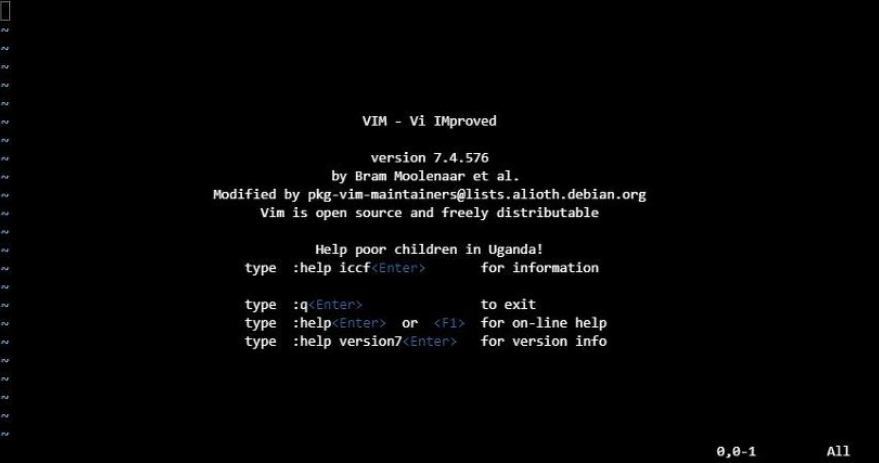 ~
~
~
~
~
VIM - Vi IMproved
~
~
version 7.4.576
~
by Bram Moolenaar et al.
~
Modified by pkg-vim-maintainers@lists.alioth.debian.org
~
Vim is open source and freely distributable
~
~
Help poor children in Uganda!
~
type  :help iccf<Enter>       for information
~
~
type  :q<Enter>               to exit
~
type  :help<Enter>  or  <F1>  for on-line help
~
type  :help version7<Enter>   for version info
~
~
~
~
~
0,0-1         All